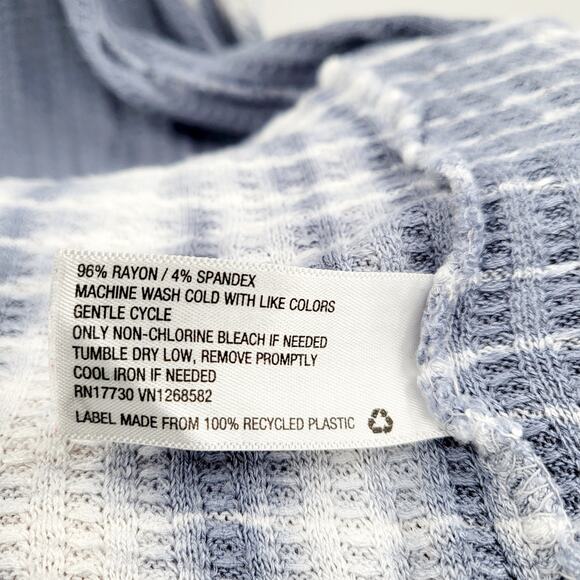 96% RAYON / 4% SPANDEX
MACHINE WASH COLD WITH LIKE COLORS
GENTLE CYCLE
ONLY NON-CHLORINE BLEACH IF NEEDED
TUMBLE DRY LOW, REMOVE PROMPTLY
COOL IRON IF NEEDED
RN17730 VN1268582
LABEL MADE FROM 100% RECYCLED PLASTIC